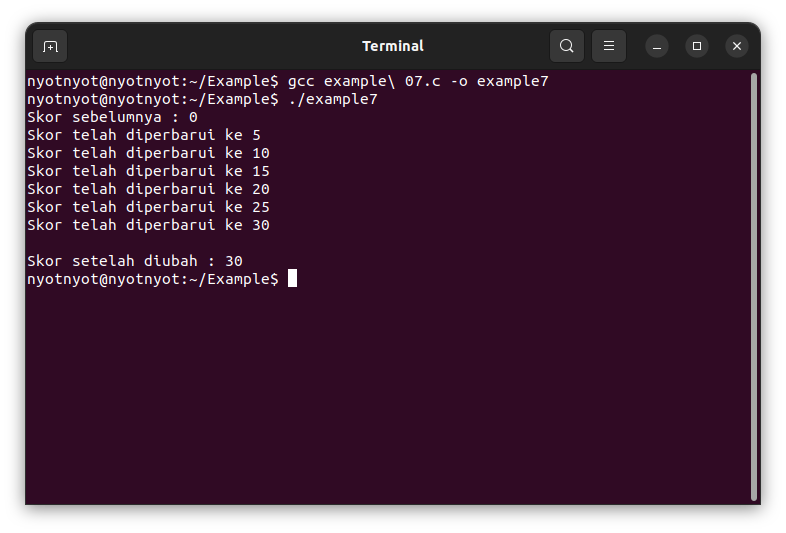 Terminal
nyotnyot@nyotnyot:~/Example$ gcc example\ 07.c -o example7
nyotnyot@nyotnyot:~/Example$ ./example7
Skor sebelumnya : 0
Skor telah diperbarui ke 5
Skor telah diperbarui ke 10
Skor telah diperbarui ke 15
Skor telah diperbarui ke 20
Skor telah diperbarui ke 25
Skor telah diperbarui ke 30
Skor setelah diubah : 30
nyotnyot@nyotnyot:~/Example$